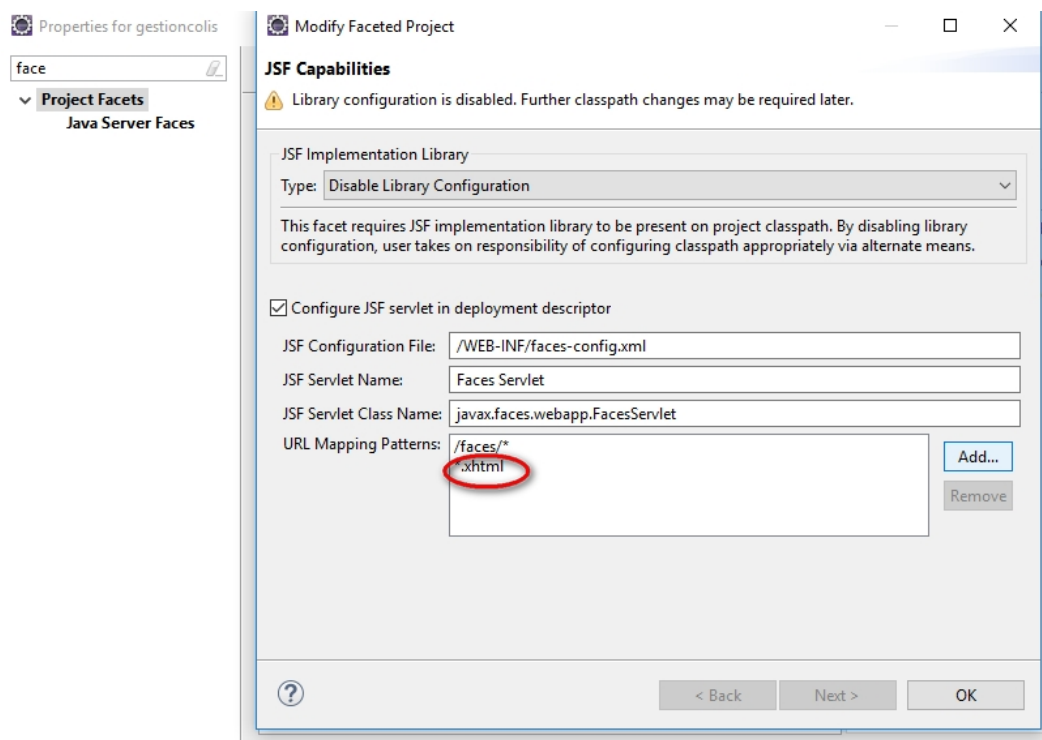 Properties for gestioncolis
face
Project Facets
Java Server Faces
Modify Faceted Project
JSF Capabilities
Library configuration is disabled. Further classpath changes may be required later.
JSF Implementation Library
Type: Disable Library Configuration
This facet requires JSF implementation library to be present on project classpath. By disabling library
configuration, user takes on responsibility of configuring classpath appropriately via alternate means.
Configure JSF servlet in deployment descriptor
JSF Configuration File: /WEB-INF/faces-config.xml
JSF Servlet Name: Faces Servlet
JSF Servlet Class Name: javax.faces.webapp.FacesServlet
URL Mapping Patterns: /faces/*
*.xhtml
Add...
Remove
?
< Back Next > OK